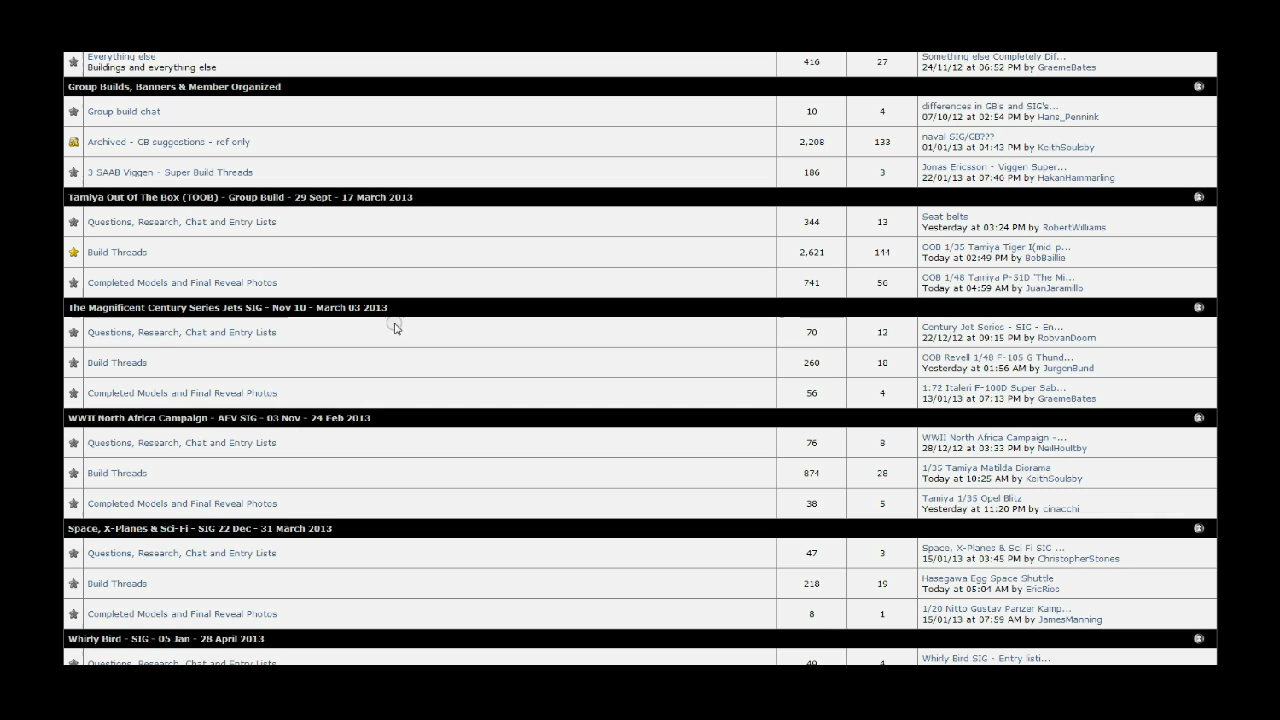 Everything else
Buildings and everything else
416
27
Something else Completely Dif...
24/11/12 at 06:52 PM by GraemeBates
Group Builds, Banners & Member Organized
Group build chat
10
4
differences in GB's and SIG's...
07/10/12 at 02:54 PM by Hans_Pennink
Archived - GB suggestions - ref only
2,208
133
naval SIG/GB???
01/01/13 at 04:43 PM by KeithSoulsby
3 SAAB Viggen - Super Build Threads
186
3
Jonas Ericsson - Viggen Super...
22/01/13 at 07:46 PM by HakanHammarling
Tamiya Out Of The Box (TOOB) - Group Build - 29 Sept - 17 March 2013
Questions, Research, Chat and Entry Lists
344
13
Seat belts
Yesterday at 03:24 PM by RobertWilliams
Build Threads
2,621
144
OOB 1/35 Tamiya Tiger I(mid p...
Today at 02:49 PM by BobBaillie
Completed Models and Final Reveal Photos
741
56
OOB 1/48 Tamiya P-51D 'The Mi...
Today at 04:59 AM by JuanJaramillo
The Magnificent Century Series Jets SIG - Nov 10 - March 03 2013
Questions, Research, Chat and Entry Lists
70
12
Century Jet Series - SIG - En...
22/12/12 at 09:15 PM by RobvanDoorn
Build Threads
260
18
OOB Revell 1/48 F-105 G Thund...
Yesterday at 01:56 AM by JurgenBund
Completed Models and Final Reveal Photos
56
4
1.72 Italeri F-100D Super Sab...
13/01/13 at 07:13 PM by GraemeBates
WWII North Africa Campaign - AFV SIG - 03 Nov - 24 Feb 2013
Questions, Research, Chat and Entry Lists
76
8
WWII North Africa Campaign -...
28/12/12 at 03:33 PM by NeilHoultby
Build Threads
874
28
1/35 Tamiya Matilda Diorama
Today at 10:25 AM by KeithSoulsby
Completed Models and Final Reveal Photos
38
5
Tamiya 1/35 Opel Blitz
Yesterday at 11:20 PM by cinacchi
Space, X-Planes & Sci-Fi - SIG 22 Dec - 31 March 2013
Questions, Research, Chat and Entry Lists
47
3
Space, X-Planes & Sci Fi SIG ...
15/01/13 at 03:45 PM by ChristopherStones
Build Threads
218
19
Hasegawa Egg Space Shuttle
Today at 05:04 AM by EricRios
Completed Models and Final Reveal Photos
8
1
1/20 Nitto Gustav Panzer Kamp...
15/01/13 at 07:59 AM by JamesManning
Whirly Bird - SIG - 05 Jan - 28 April 2013
Questions, Research, Chat and Entry Lists
4
Whirly Bird SIG - Entry listi...